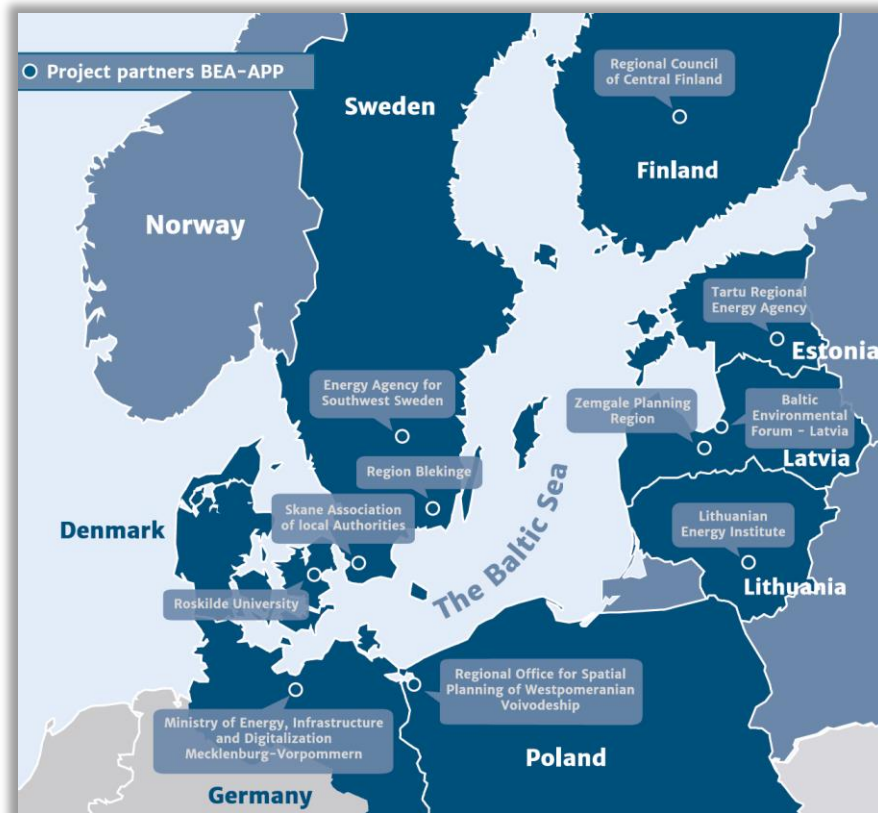 Project partners BEA-APP
Regional Council
of Central Finland
Sweden
Finland
Norway
Tartu Regional
Energy Agency
Estonia
Energy Agency for
Southwest Sweden
Zemgale Planning
Region
Baltic
Environmental
Forum - Latvia
Latvia
Region Blekinge
Skane Association
of local Authorities
Denmark
The Baltic Sea
Lithuanian
Energy Institute
Lithuania
Roskilde University
Regional Office for Spatial
Planning of Westpomeranian
Voivodeship
Ministry of Energy, Infrastructure
and Digitalization
Mecklenburg-Vorpommern
Poland
Germany